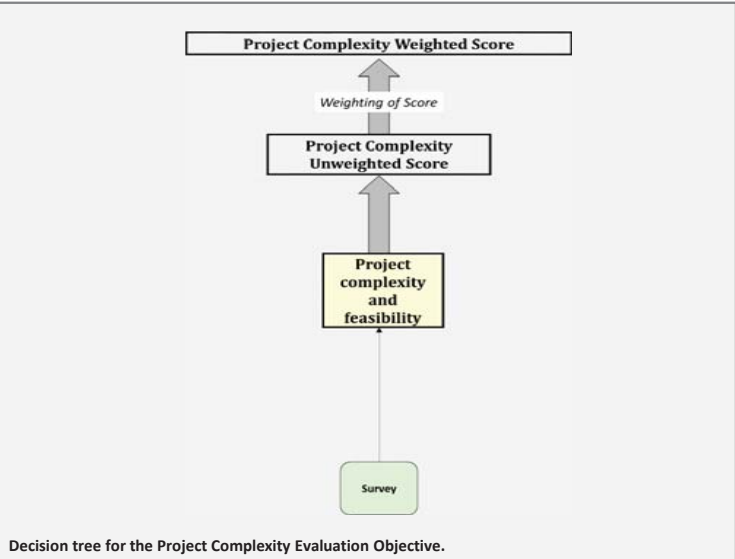 Project Complexity Weighted Score
Weighting of Score
Project Complexity
Unweighted Score
Project
complexity
and
feasibility
Survey
Decision tree for the Project Complexity Evaluation Objective.